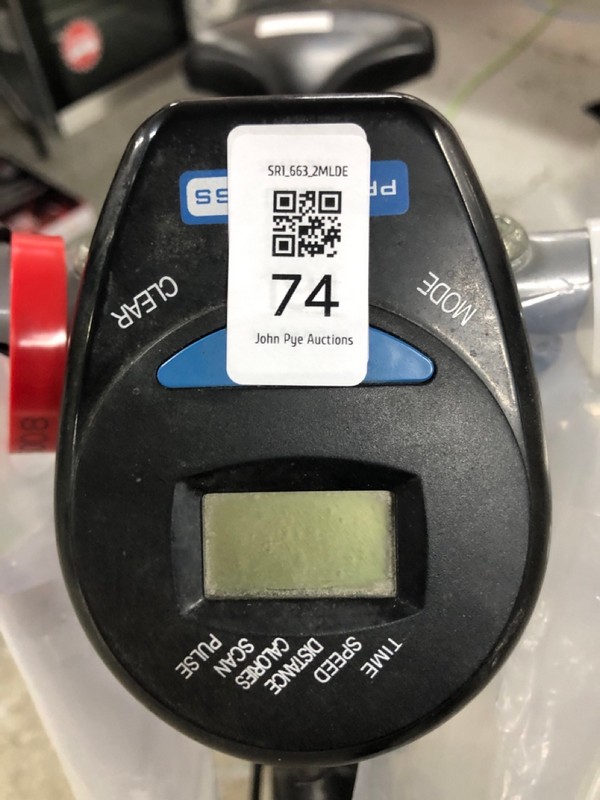 SR1_663_2MLDE
74
John Pye Auctions
CLEAR
MODE
TIME
SPEED
DISTANCE
CALORIES
SCAN
PULSE